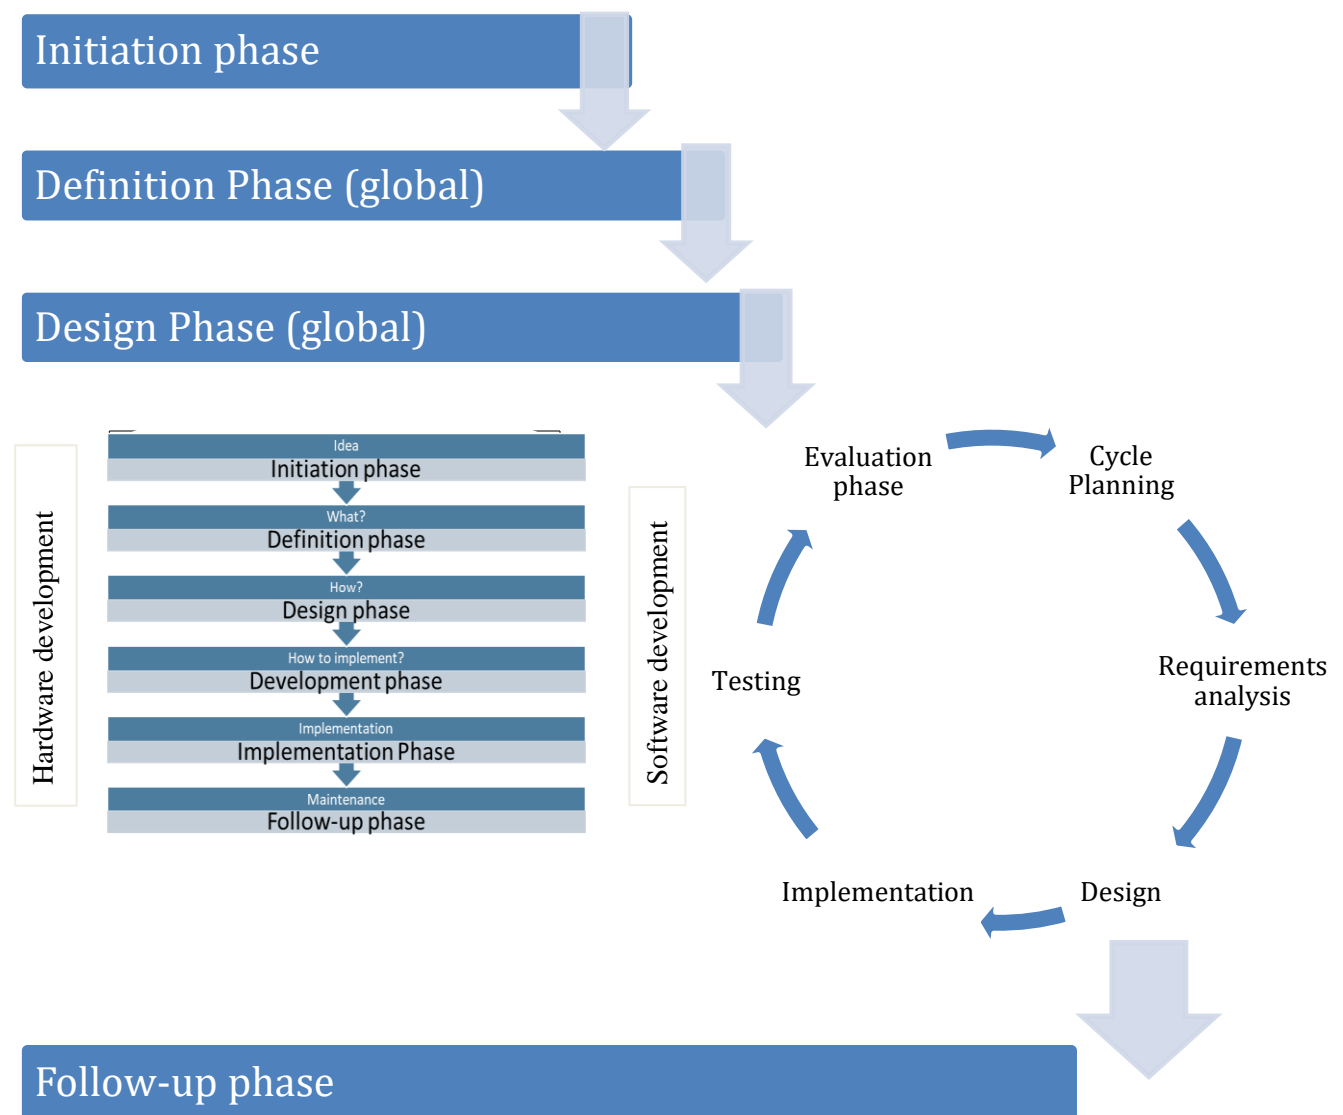 Initiation phase
Definition Phase (global)
Design Phase (global)
Hardware development
Idea
Initiation phase
What?
Definition phase
How?
Design phase
How to implement?
Development phase
Implementation
Implementation Phase
Maintenance
Follow-up phase
Software development
Evaluation
phase
Cycle
Planning
Requirements
analysis
Design
Implementation
Testing
Follow-up phase